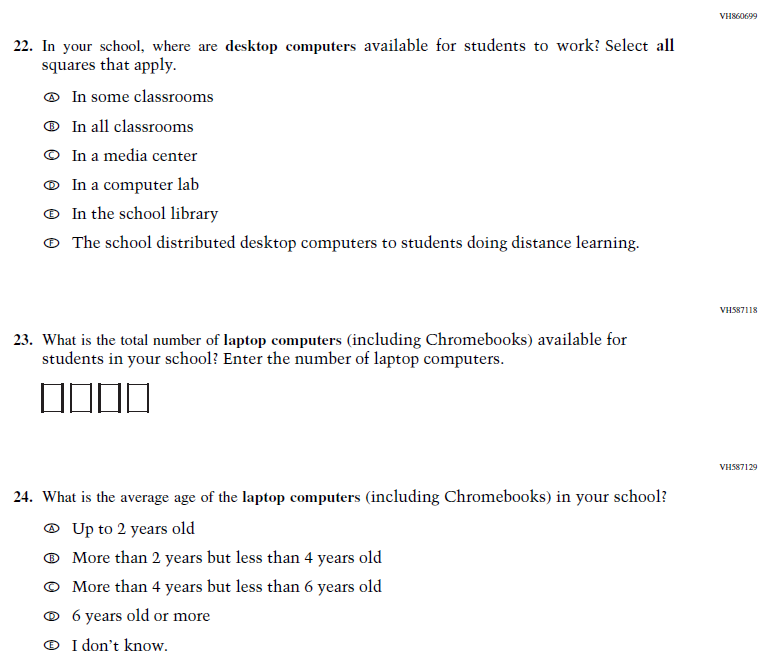 VH860699
22. In your school, where are desktop computers available for students to work? Select all
squares that apply.
A In some classrooms
B In all classrooms
C In a media center
D In a computer lab
E In the school library
F The school distributed desktop computers to students doing distance learning.
VH587118
23. What is the total number of laptop computers (including Chromebooks) available for
students in your school? Enter the number of laptop computers.
VH587129
24. What is the average age of the laptop computers (including Chromebooks) in your school?
A Up to 2 years old
B More than 2 years but less than 4 years old
C More than 4 years but less than 6 years old
D 6 years old or more
E I don't know.